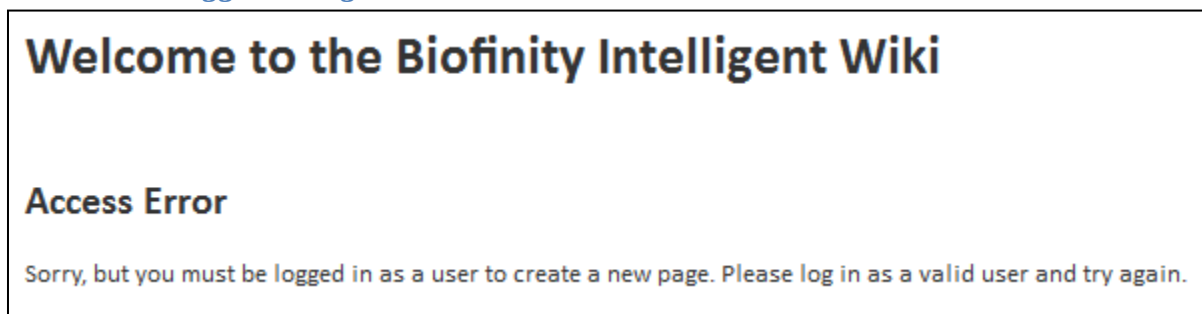 Welcome to the Biofinity Intelligent Wiki
Access Error
Sorry, but you must be logged in as a user to create a new page. Please log in as a valid user and try again.